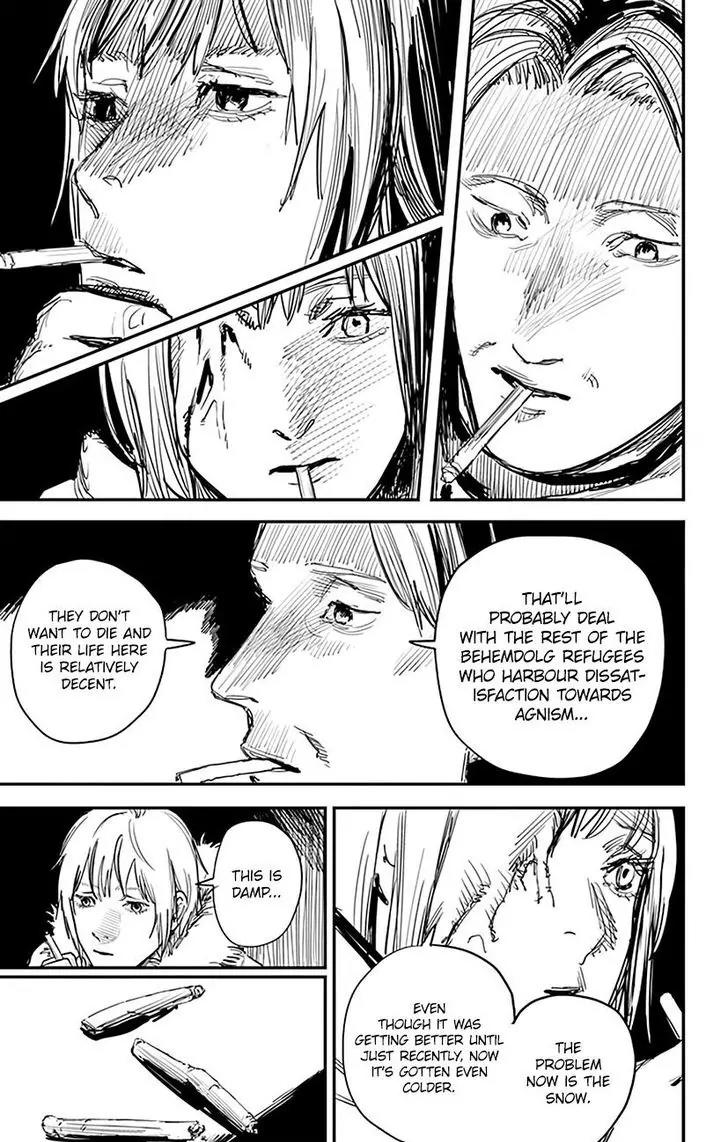 THAT'LL
PROBABLY DEAL
WITH THE REST OF THE
BEHEMDOLG REFUGEES
WHO HARBOUR DISSAT-
ISFACTION TOWARDS
AGNISM...
THEY DON'T
WANT TO DIE AND
THEIR LIFE HERE
IS RELATIVELY
DECENT.
THE
PROBLEM
NOW IS THE
SNOW.
EVEN
THOUGH IT WAS
GETTING BETTER UNTIL
JUST RECENTLY, NOW
IT'S GOTTEN EVEN
COLDER.
THIS IS
DAMP...